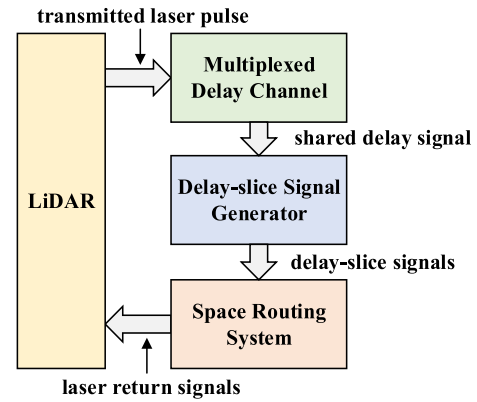 transmitted laser pulse
Multiplexed
Delay Channel
shared delay signal
LiDAR
Delay-slice Signal
Generator
delay-slice signals
Space Routing
System
laser return signals